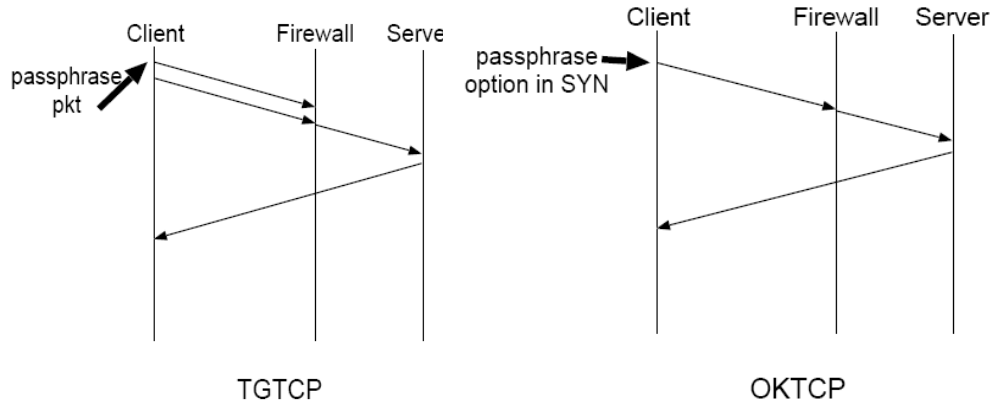 Client Firewall Serve
passphrase
pkt
TGTCP
Client Firewall Server
passphrase
option in SYN
OKTCP